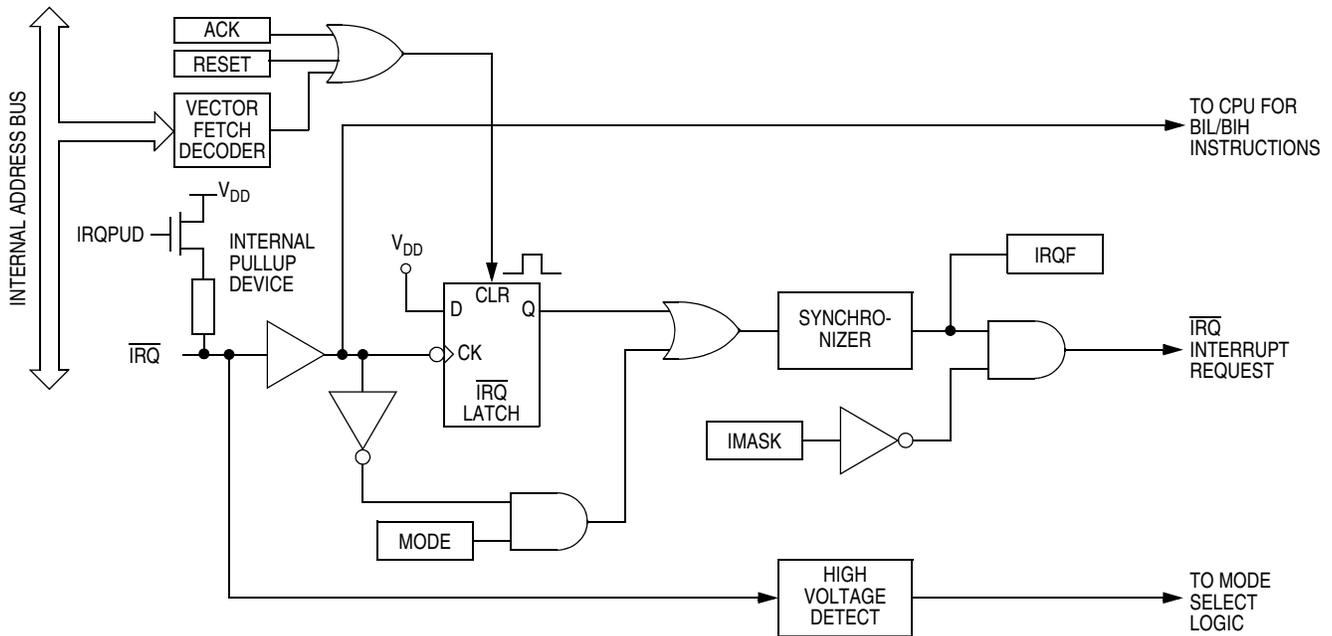 INTERNAL ADDRESS BUS
ACK
RESET
VECTOR
FETCH
DECODER
TO CPU FOR
BIL/BIH
INSTRUCTIONS
VDD
IRQPUD
INTERNAL
PULLUP
DEVICE
VDD
CLR
D
Q
CK
IRQ
LATCH
IRQ
SYNCHRO-
NIZER
IRQF
IRQ
INTERRUPT
REQUEST
IMASK
MODE
HIGH
VOLTAGE
DETECT
TO MODE
SELECT
LOGIC